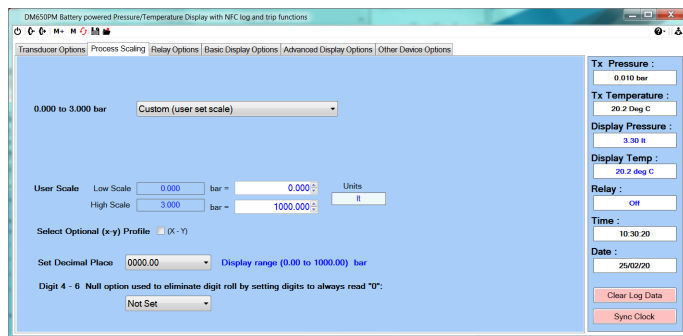 DM650PM Battery powered Pressure/Temperature Display with NFC log and trip functions
M+ M
Transducer Options Process Scaling Relay Options Basic Display Options Advanced Display Options Other Device Options
0.000 to 3.000 bar Custom (user set scale)
User Scale Low Scale 0.000 bar = 0.000 Units
lt
High Scale 3.000 bar = 1000.000
Select Optional (x-y) Profile (X - Y)
Set Decimal Place 0000.00 Display range (0.00 to 1000.00) bar
Digit 4 - 6 Null option used to eliminate digit roll by setting digits to always read "0":
Not Set
Tx Pressure :
0.010 bar
Tx Temperature :
20.2 Deg C
Display Pressure :
3.30 lt
Display Temp :
20.2 deg C
Relay :
Off
Time :
10:30:20
Date :
25/02/20
Clear Log Data
Sync Clock